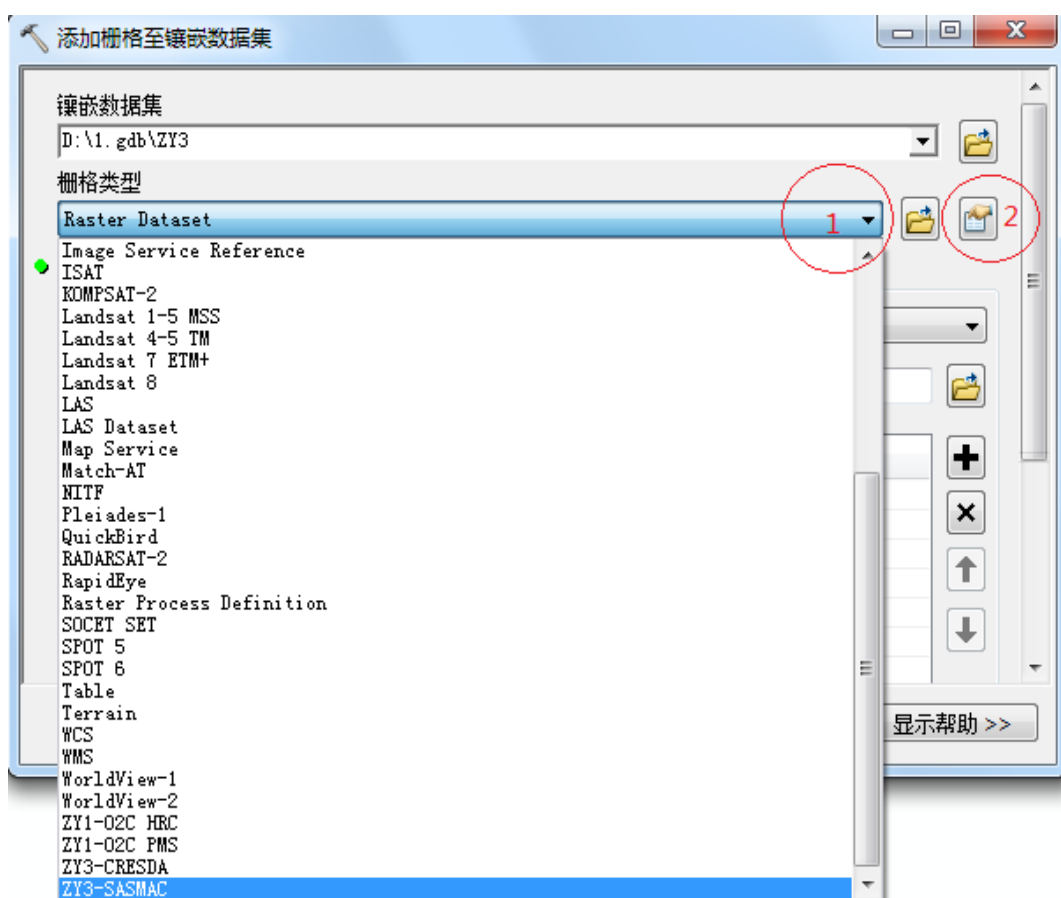 添加栅格至镶嵌数据集
镶嵌数据集
D:\1.gdb\ZY3
栅格类型
Raster Dataset
1
2
Image Service Reference
ISAT
KOMPSAT-2
Landsat 1-5 MSS
Landsat 4-5 TM
Landsat 7 ETM+
Landsat 8
LAS
LAS Dataset
Map Service
Match-AT
NITF
Pleiades-1
QuickBird
RADARSAT-2
RapidEye
Raster Process Definition
SOCET SET
SPOT 5
SPOT 6
Table
Terrain
WCS
WMS
WorldView-1
WorldView-2
ZY1-02C HRC
ZY1-02C PMS
ZY3-CRESDA
ZY3-SASMAC
显示帮助 >>